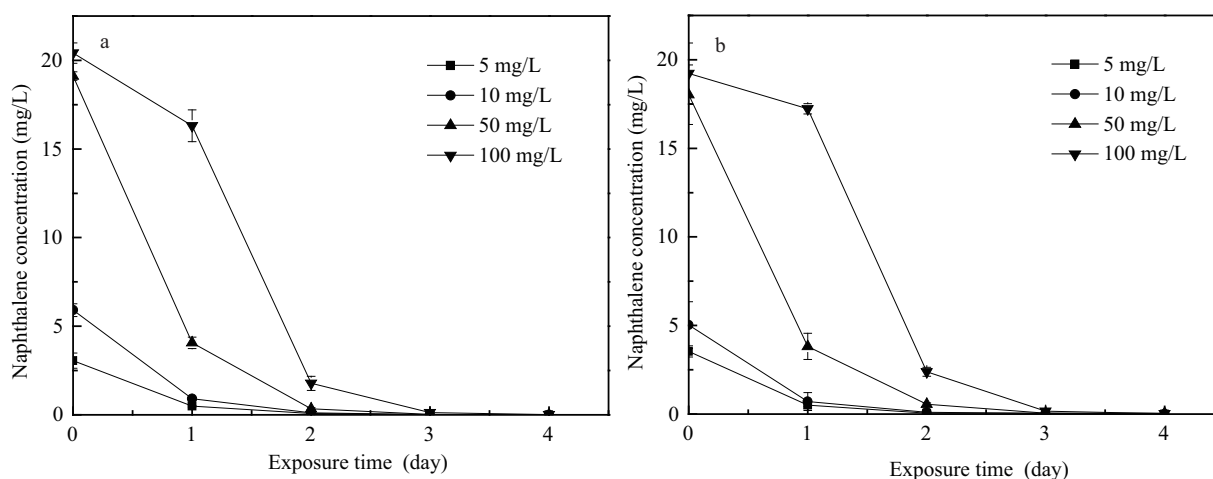 a
Naphthalene concentration (mg/L)
20
15
10
5
0
5 mg/L
10 mg/L
50 mg/L
100 mg/L
0 1 2 3 4
Exposure time (day)
b
Naphthalene concentration (mg/L)
20
15
10
5
0
5 mg/L
10 mg/L
50 mg/L
100 mg/L
0 1 2 3 4
Exposure time (day)